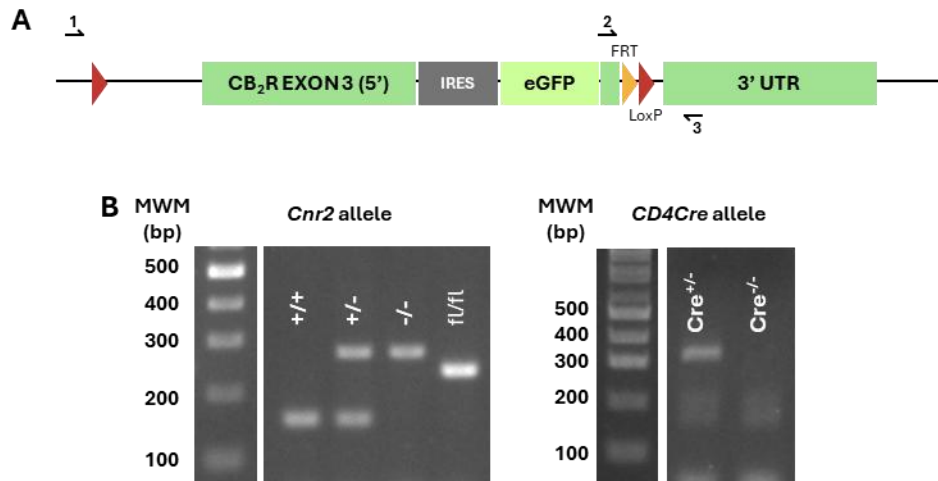 A
1
2
FRT
CB₂R EXON 3 (5’)
IRES
eGFP
3’ UTR
LoxP
3
B
MWM
(bp)
Cnr2 allele
500
400
300
200
100
+/+
+/-
-/-
fl/fl
MWM
(bp)
CD4Cre allele
500
400
300
200
100
Cre⁺/⁻
Cre⁻/⁻